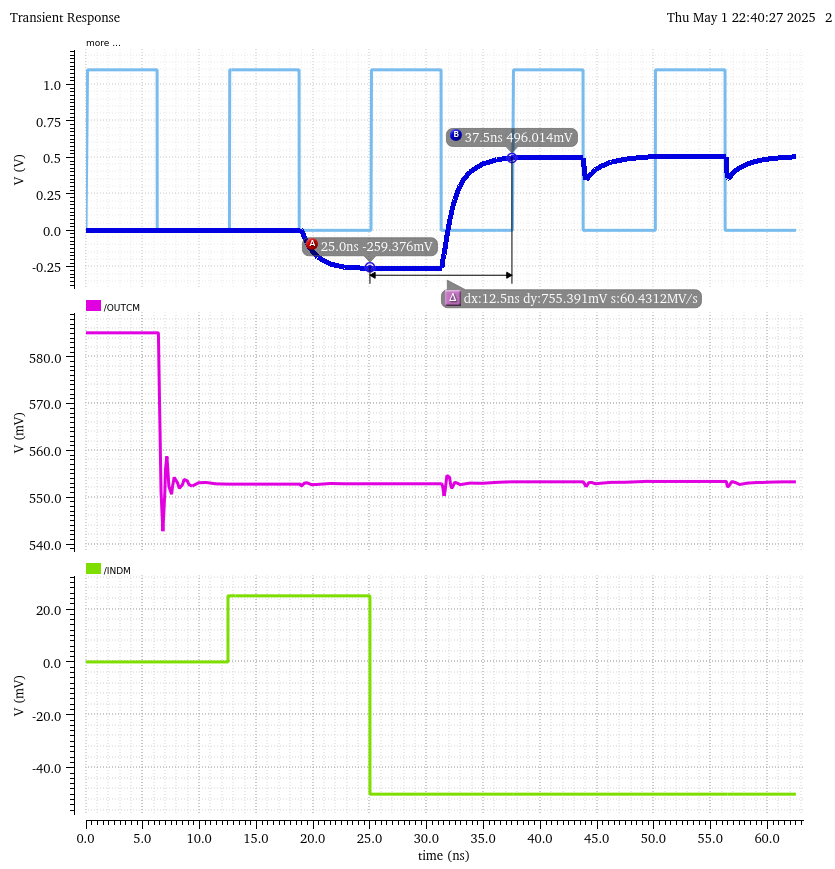 Transient Response
Thu May 1 22:40:27 2025 2
more ...
V (V)
1.0
0.75
0.5
0.25
0.0
-0.25
B 37.5ns 496.014mV
A 25.0ns -259.376mV
Δ dx:12.5ns dy:755.391mV s:60.4312MV/s
/OUTCM
V (mV)
580.0
570.0
560.0
550.0
540.0
/INDM
V (mV)
20.0
0.0
-20.0
-40.0
0.0 5.0 10.0 15.0 20.0 25.0 30.0 35.0 40.0 45.0 50.0 55.0 60.0
time (ns)